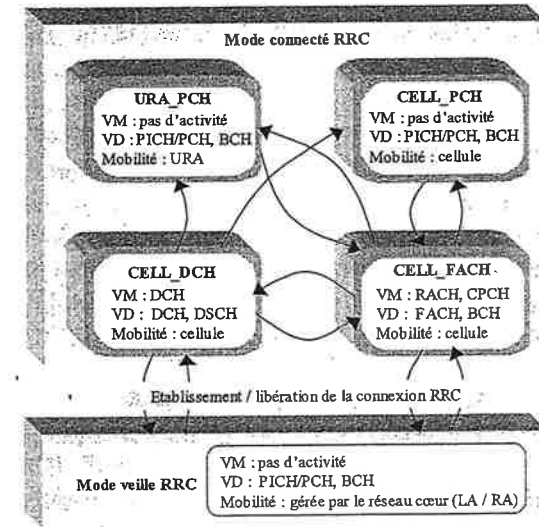 Mode connecté RRC
URA_PCH
VM : pas d'activité
VD : PICH/PCH, BCH
Mobilité : URA
CELL_PCH
VM : pas d'activité
VD : PICH/PCH, BCH
Mobilité : cellule
CELL_DCH
VM : DCH
VD : DCH, DSCH
Mobilité : cellule
CELL_FACH
VM : RACH, CPCH
VD : FACH, BCH
Mobilité : cellule
Etablissement / libération de la connexion RRC
Mode veille RRC
VM : pas d'activité
VD : PICH/PCH, BCH
Mobilité : gérée par le réseau cœur (LA / RA)